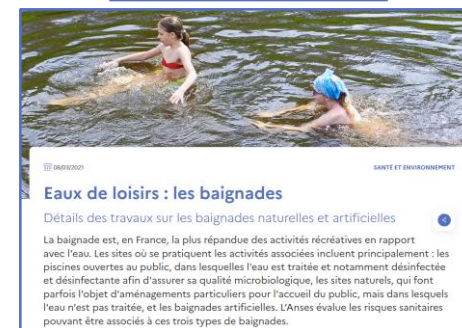 08/03/2021
SANTÉ ET ENVIRONNEMENT
Eaux de loisirs : les baignades
Détails des travaux sur les baignades naturelles et artificielles
La baignade est, en France, la plus répandue des activités récréatives en rapport
avec l'eau. Les sites où se pratiquent les activités associées incluent principalement : les
piscines ouvertes au public, dans lesquelles l'eau est traitée et notamment désinfectée
et désinfectante afin d'assurer sa qualité microbiologique, les sites naturels, qui font
parfois l'objet d'aménagements particuliers pour l'accueil du public, mais dans lesquels
l'eau n'est pas traitée, et les baignades artificielles. L'Anses évalue les risques sanitaires
pouvant être associés à ces trois types de baignades.